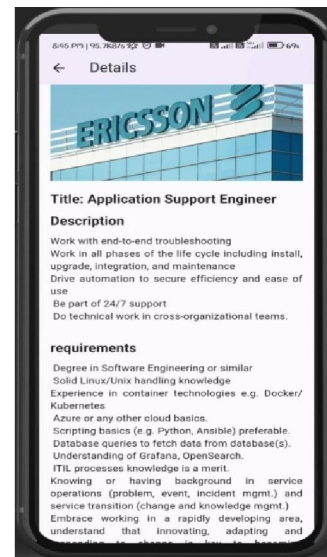 8:45 PM | 95.7KB/s
69%
← Details
ERICSSON
Title: Application Support Engineer
Description
Work with end-to-end troubleshooting
Work in all phases of the life cycle including install,
upgrade, integration, and maintenance
Drive automation to secure efficiency and ease of
use
Be part of 24/7 support
Do technical work in cross-organizational teams.
requirements
Degree in Software Engineering or similar
Solid Linux/Unix handling knowledge
Experience in container technologies e.g. Docker/
Kubernetes
Azure or any other cloud basics.
Scripting basics (e.g. Python, Ansible) preferable.
Database queries to fetch data from database(s).
Understanding of Grafana, OpenSearch.
ITIL processes knowledge is a merit.
Knowing or having background in service
operations (problem, event, incident mgmt.) and
service transition (change and knowledge mgmt.)
Embrace working in a rapidly developing area,
understand that innovating, adapting and